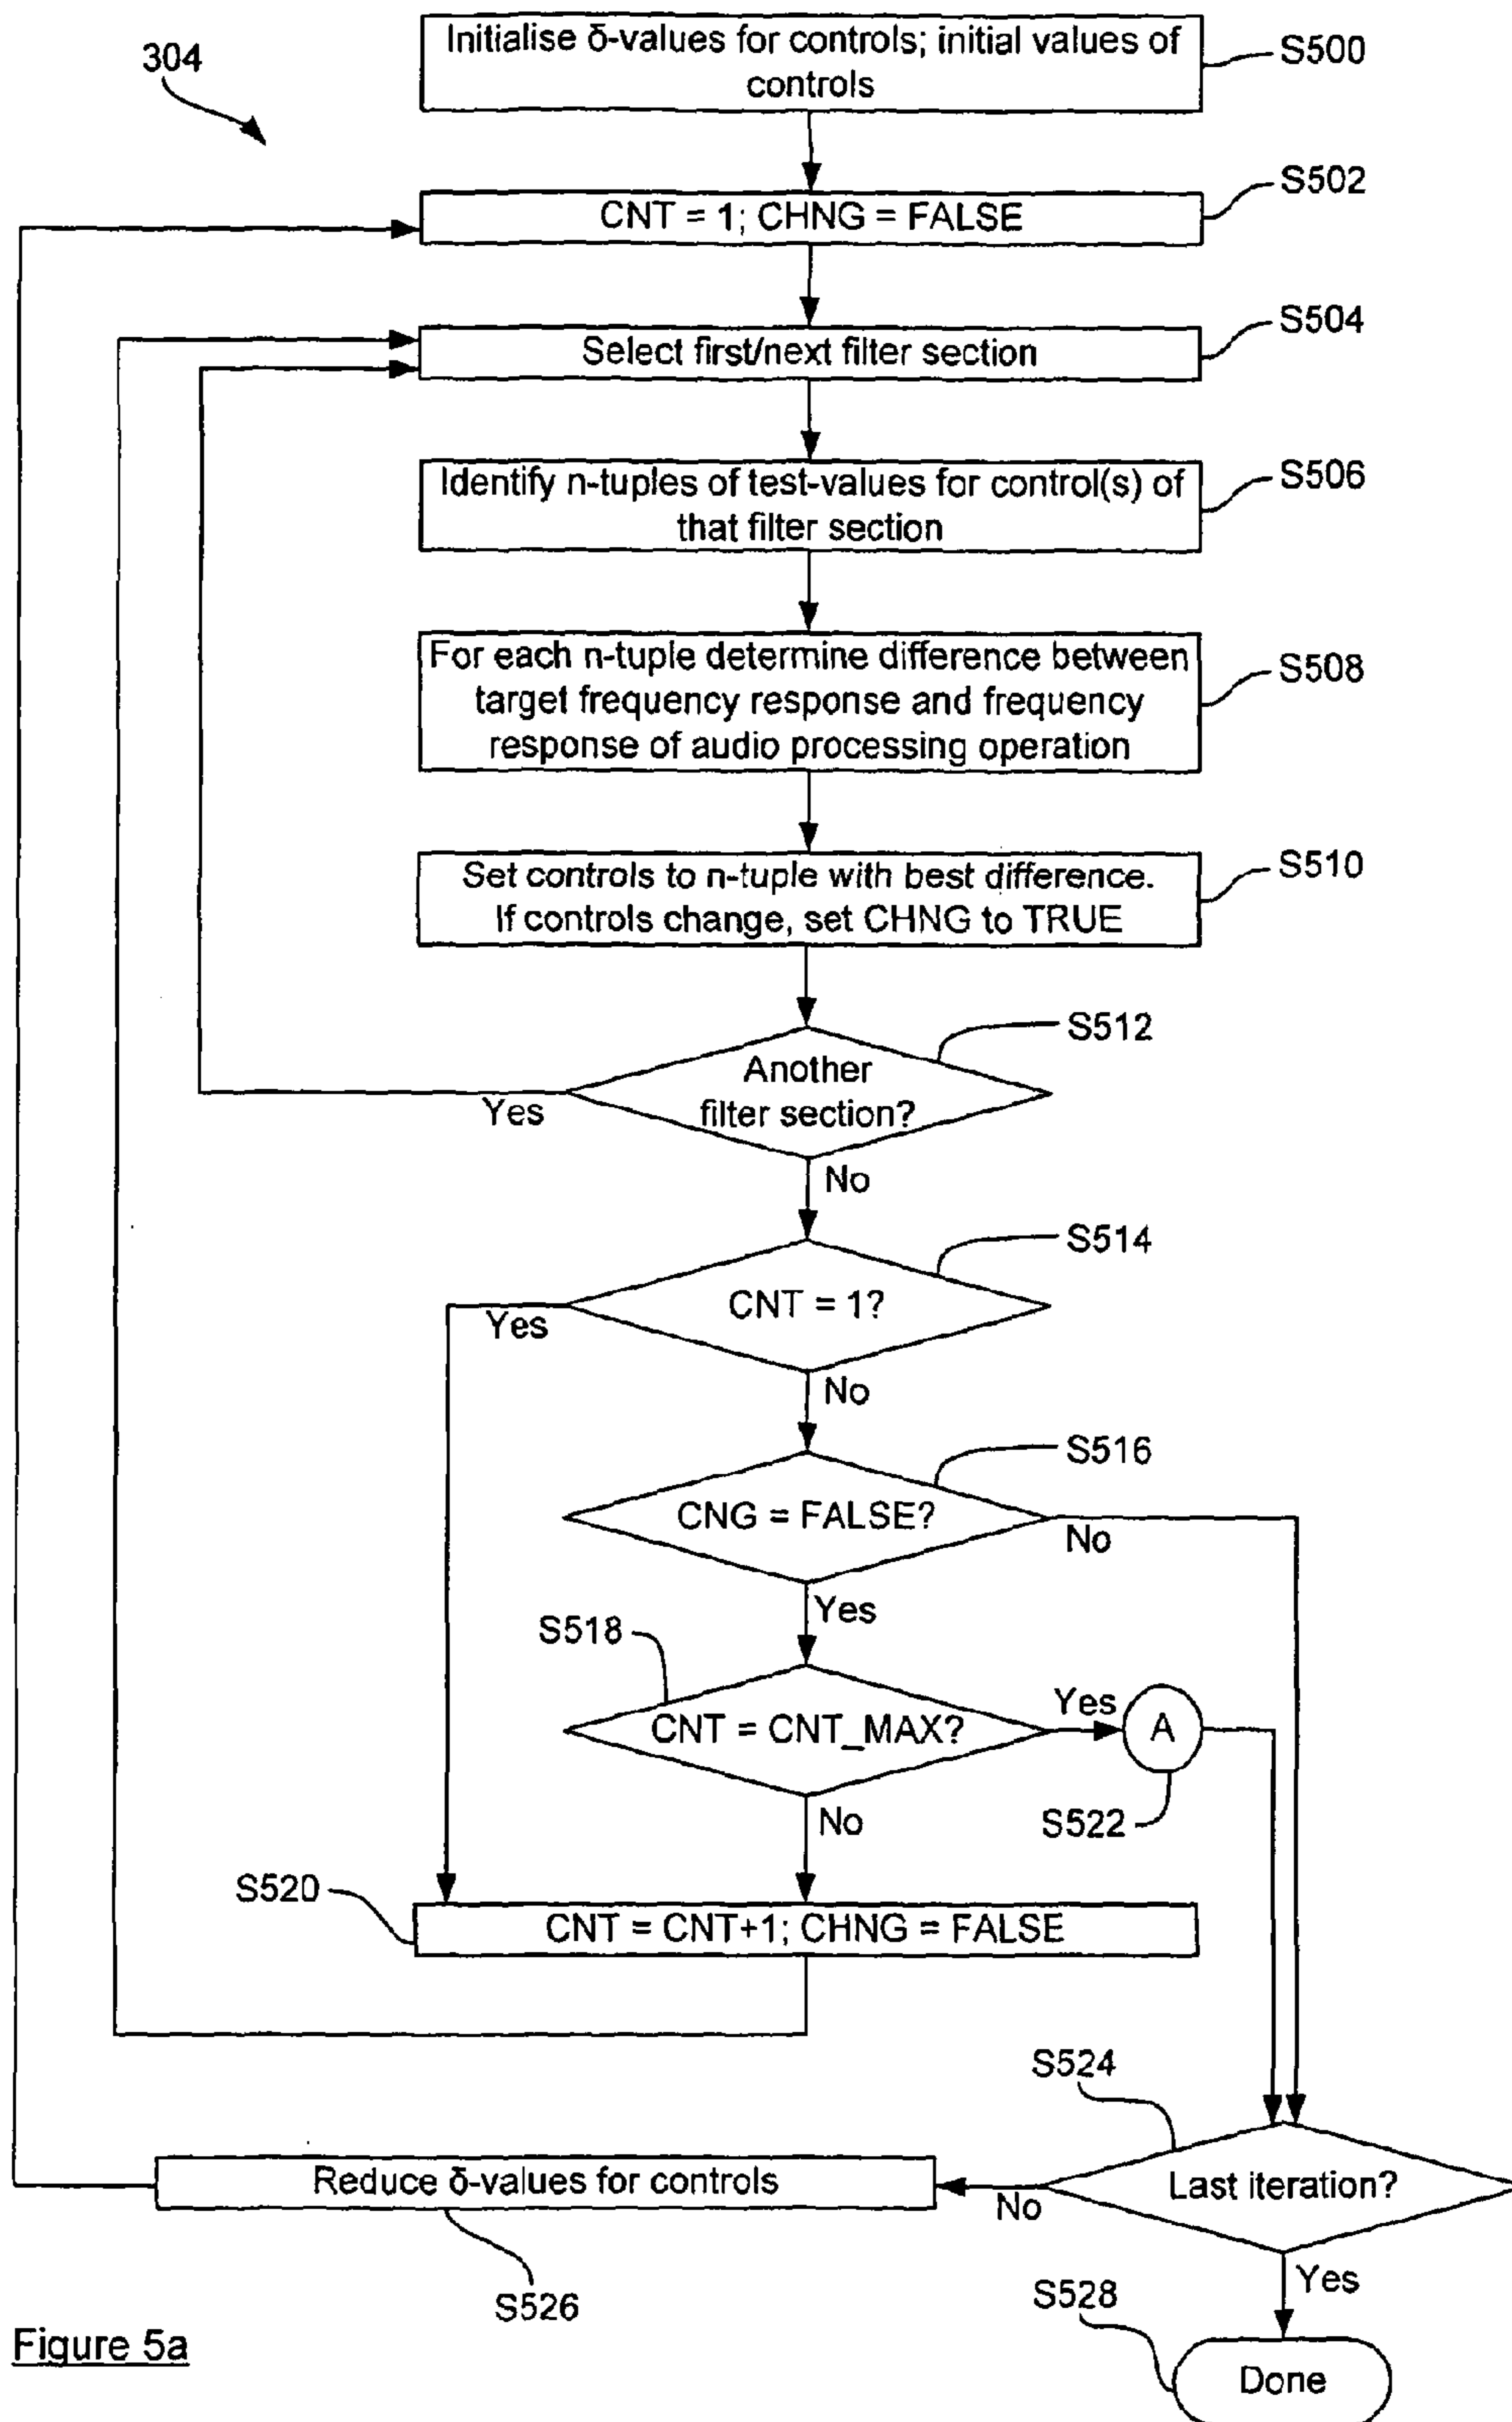 304
Initialise δ-values for controls; initial values of
controls
S500
CNT = 1; CHNG = FALSE
S502
Select first/next filter section
S504
Identify n-tuples of test-values for control(s) of
that filter section
S506
For each n-tuple determine difference between
target frequency response and frequency
response of audio processing operation
S508
Set controls to n-tuple with best difference.
If controls change, set CHNG to TRUE
S510
Another
filter section?
S512
Yes
No
CNT = 1?
S514
Yes
No
CNG = FALSE?
S516
No
Yes
S518
CNT = CNT_MAX?
Yes
A
S522
No
S520
CNT = CNT+1; CHNG = FALSE
S524
Last iteration?
No
Reduce δ-values for controls
S526
Yes
S528
Done
Figure 5a